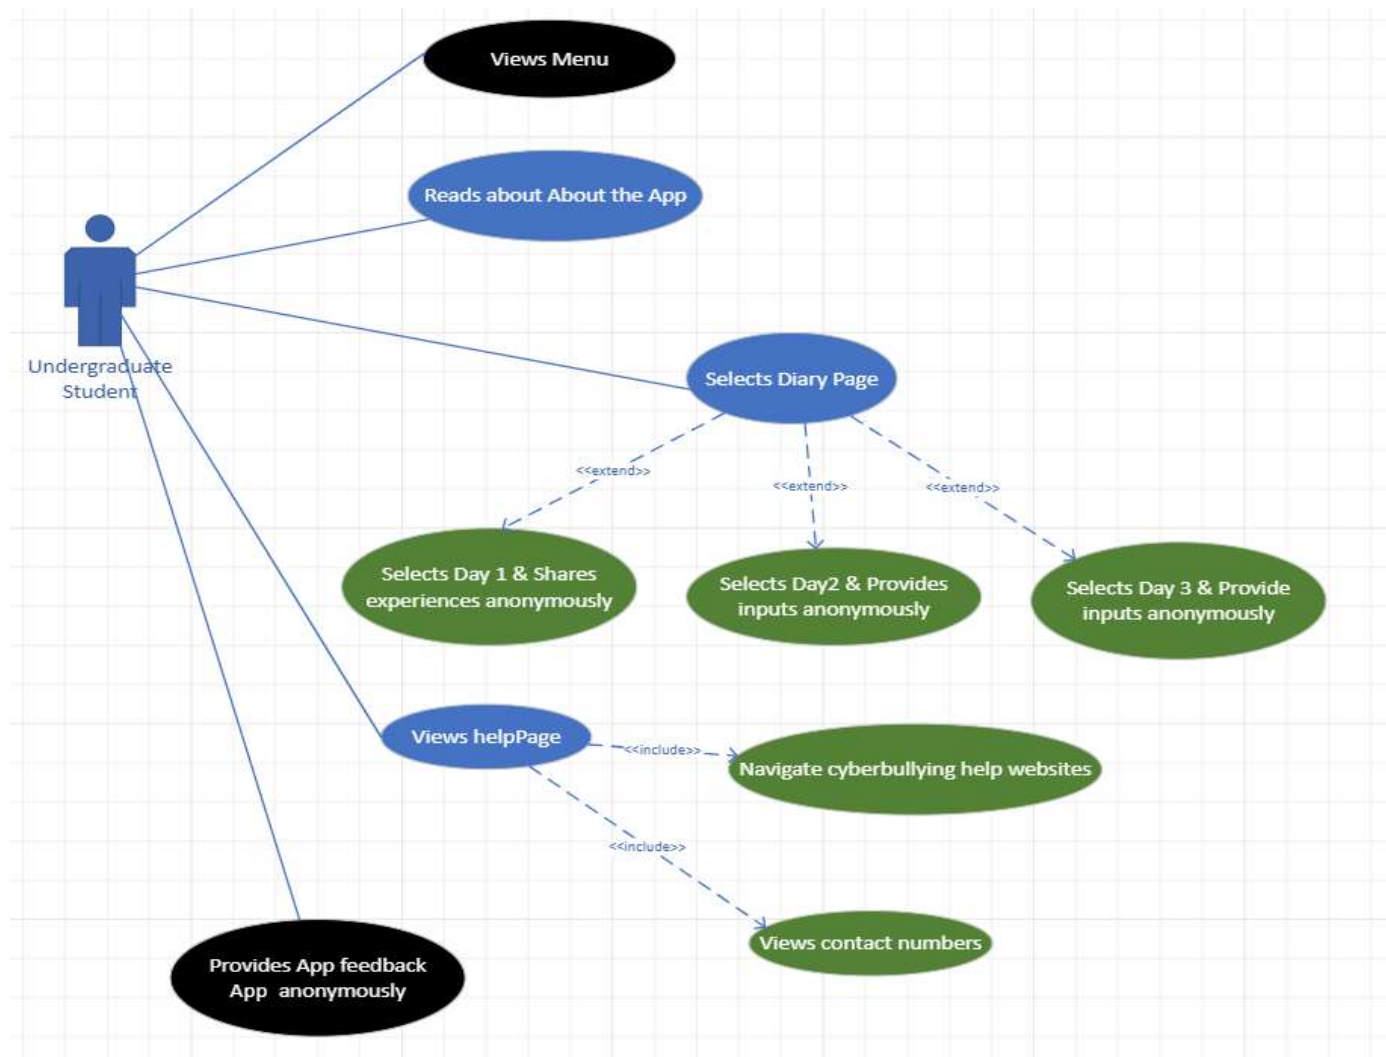 Views Menu
Reads about About the App
Undergraduate
Student
Selects Diary Page
<<extend>>
<<extend>>
<<extend>>
Selects Day 1 & Shares
experiences anonymously
Selects Day2 & Provides
inputs anonymously
Selects Day 3 & Provide
inputs anonymously
Views helpPage
<<include>>
Navigate cyberbullying help websites
<<include>>
Views contact numbers
Provides App feedback
App anonymously